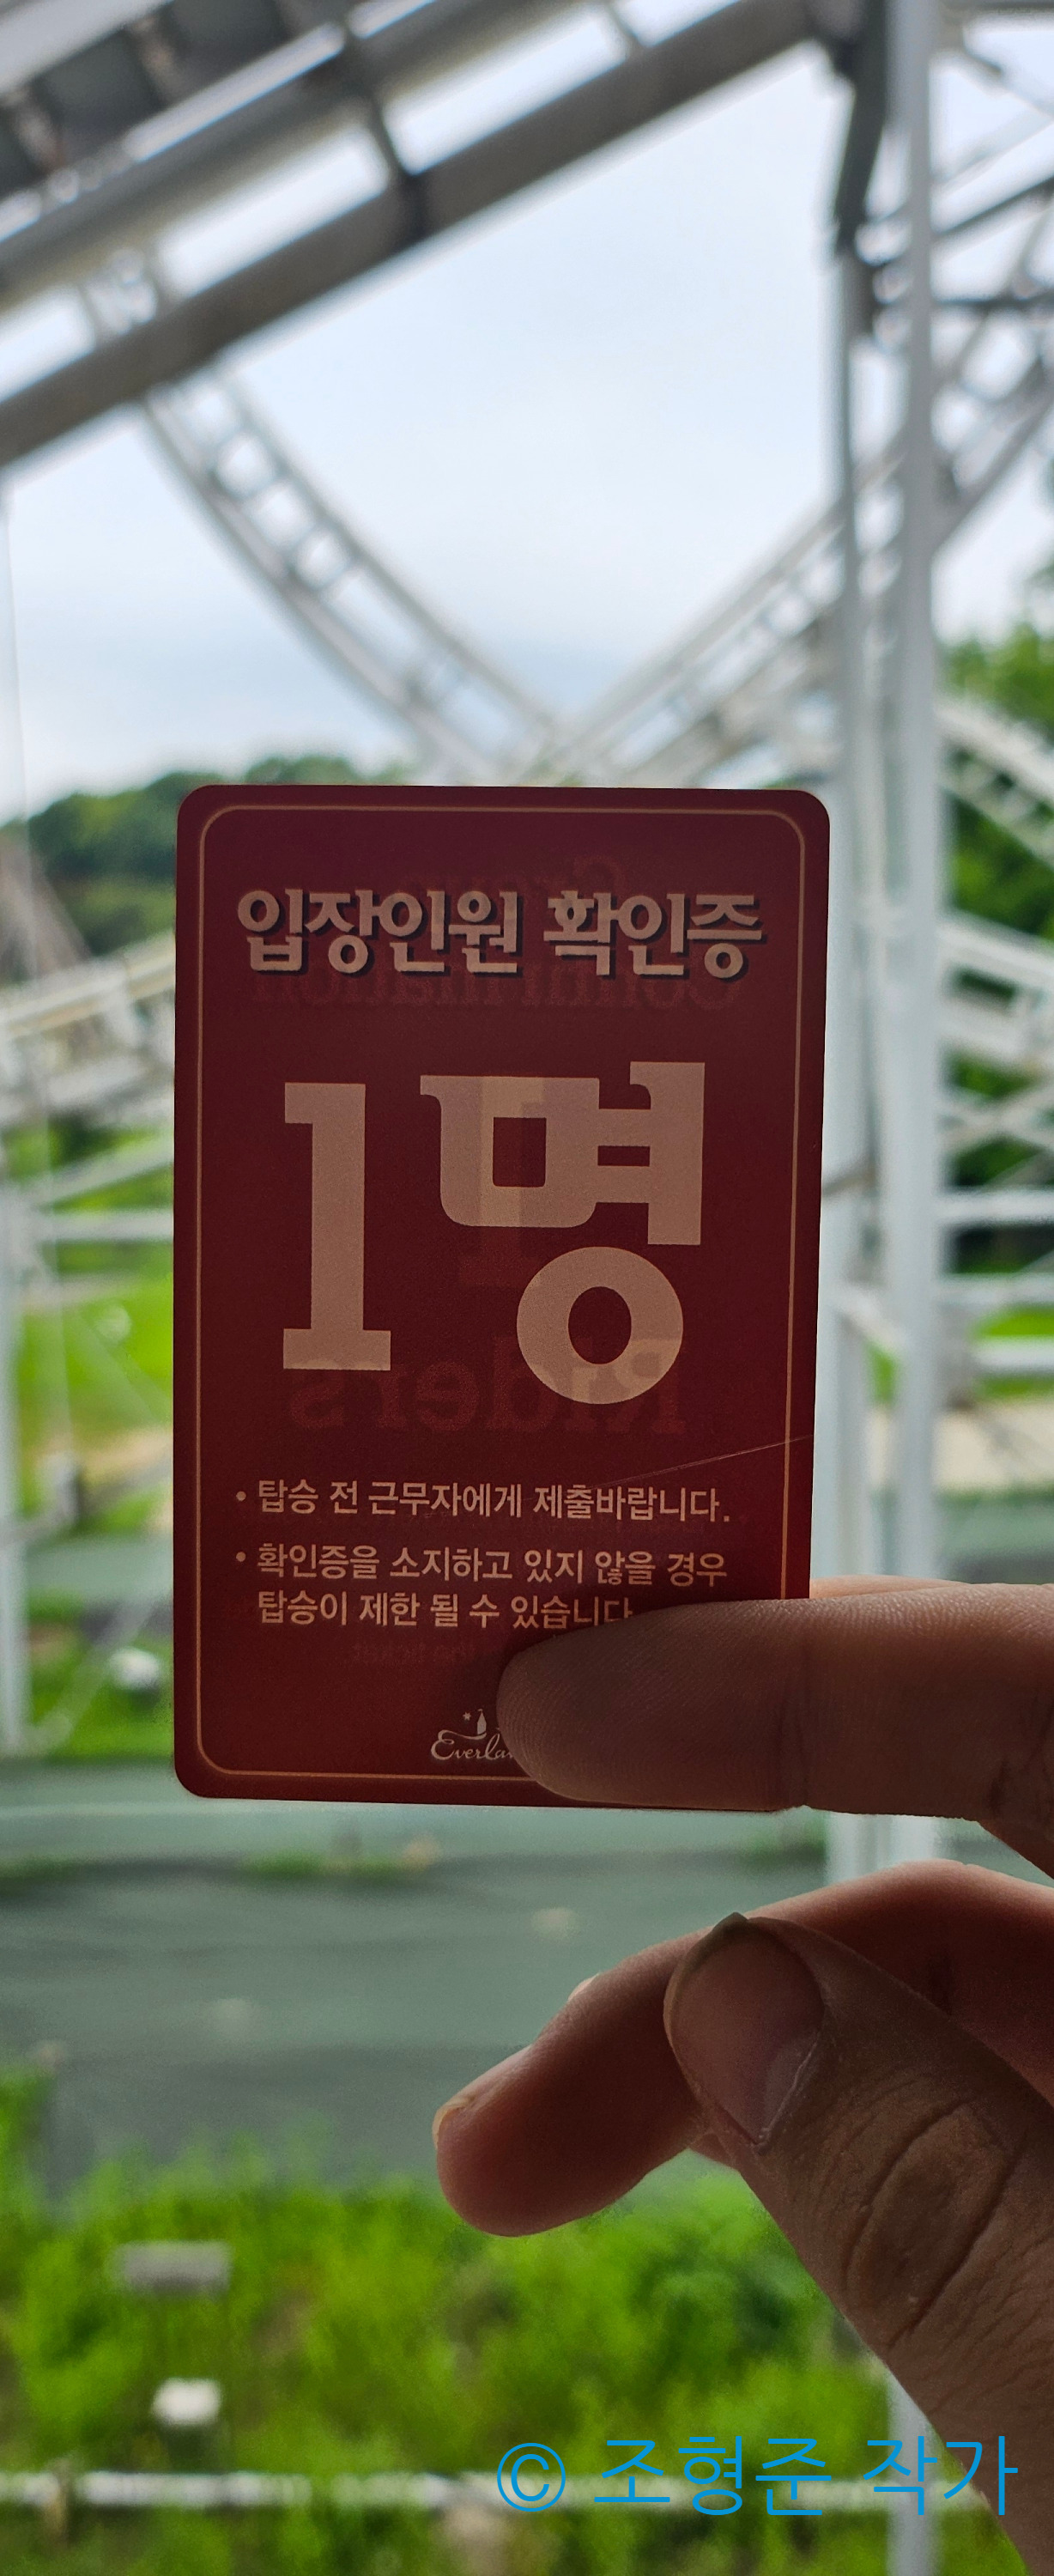 입장인원 확인증
1명
• 탑승 전 근무자에게 제출바랍니다.
• 확인증을 소지하고 있지 않을 경우
탑승이 제한 될 수 있습니다
© 조형준 작가